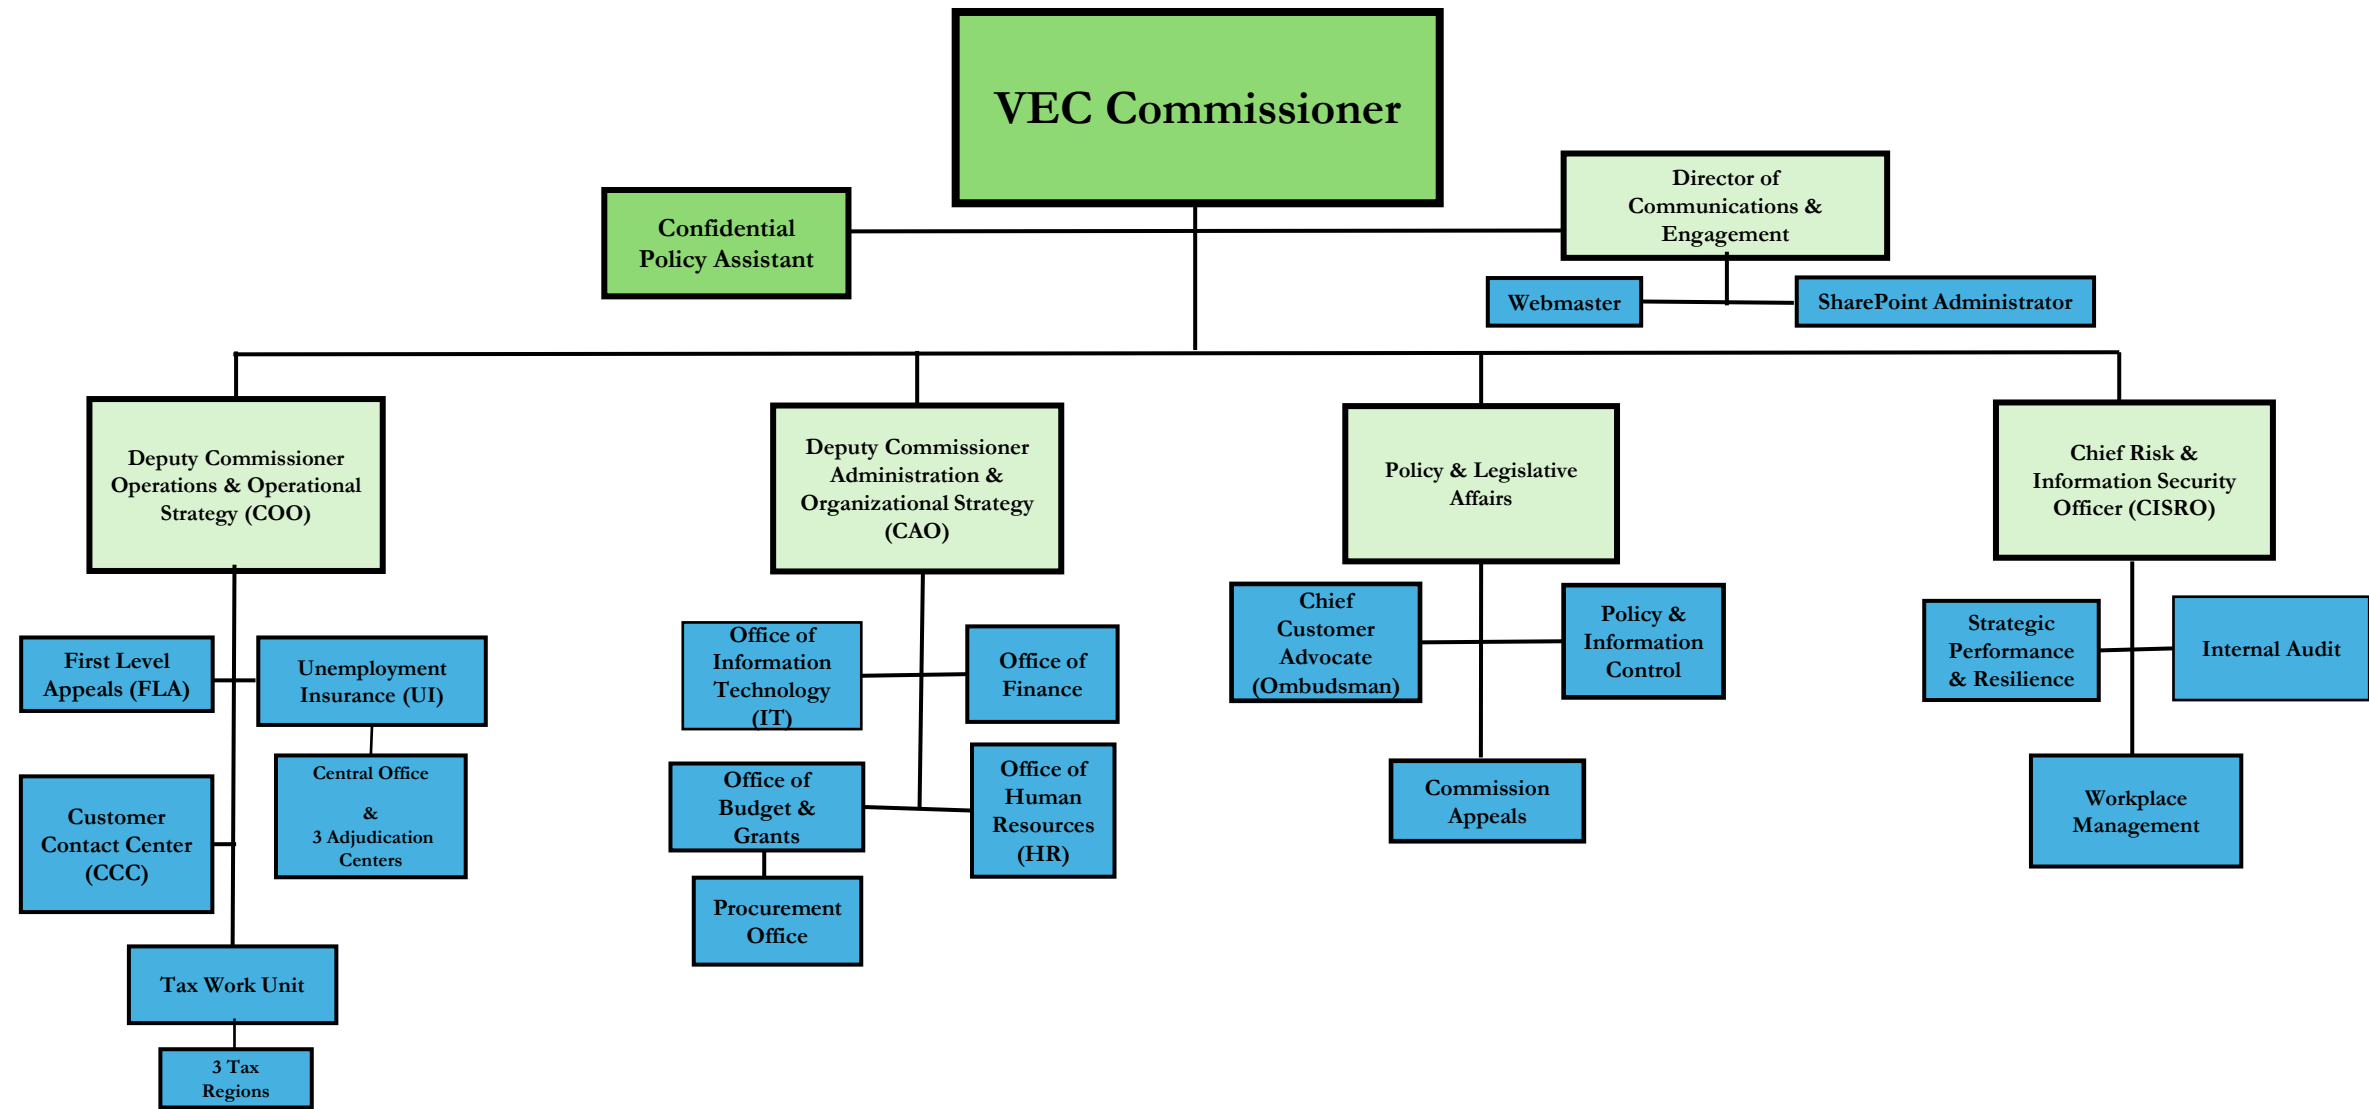 VEC Commissioner
Director of
Communications &
Engagement
Confidential
Policy Assistant
Webmaster
SharePoint Administrator
Deputy Commissioner
Operations & Operational
Strategy (COO)
Deputy Commissioner
Administration &
Organizational Strategy
(CAO)
Policy & Legislative
Affairs
Chief Risk &
Information Security
Officer (CISRO)
First Level
Appeals (FLA)
Unemployment
Insurance (UI)
Central Office
&
3 Adjudication
Centers
Customer
Contact Center
(CCC)
Tax Work Unit
3 Tax
Regions
Office of
Information
Technology
(IT)
Office of
Finance
Office of
Budget &
Grants
Office of
Human
Resources
(HR)
Procurement
Office
Chief
Customer
Advocate
(Ombudsman)
Policy &
Information
Control
Commission
Appeals
Strategic
Performance
& Resilience
Internal Audit
Workplace
Management